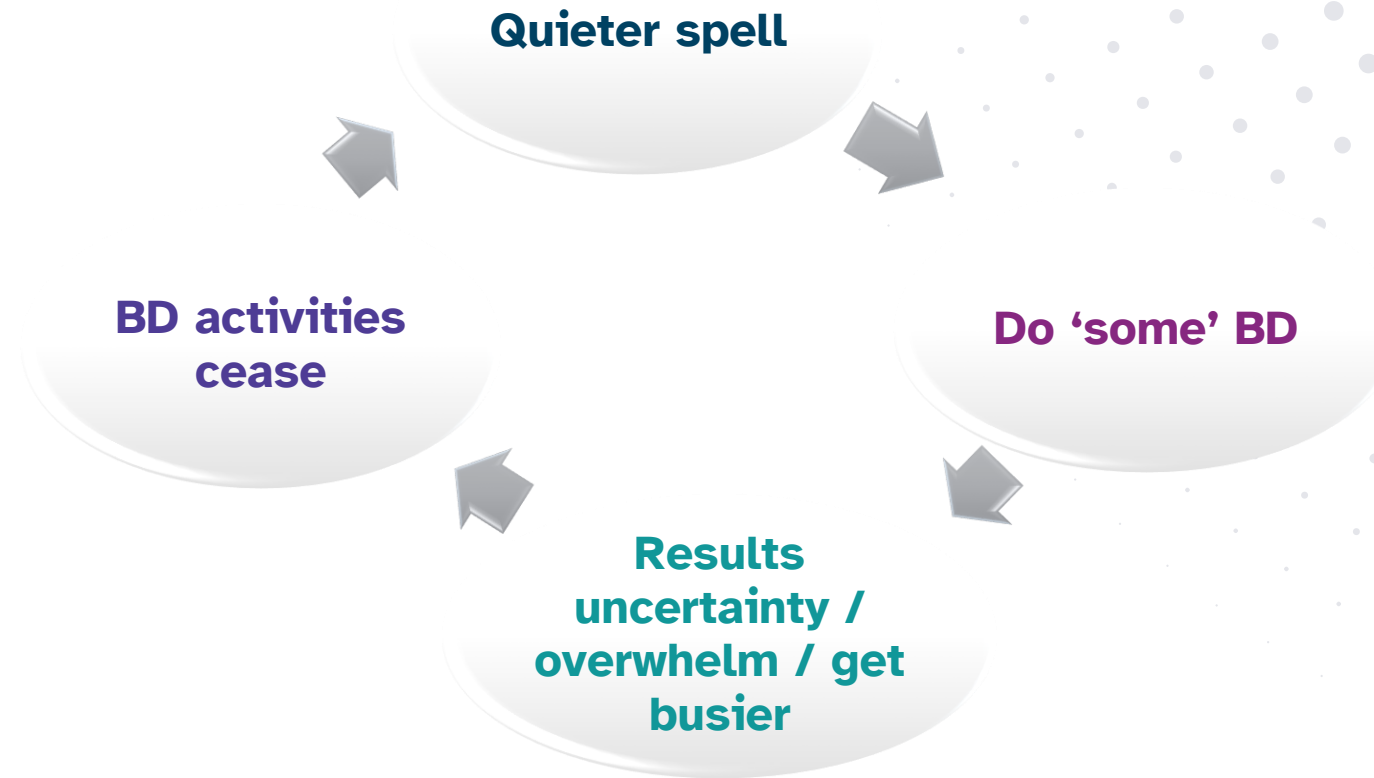 Quieter spell
Do ‘some’ BD
Results
uncertainty /
overwhelm / get
busier
BD activities
cease